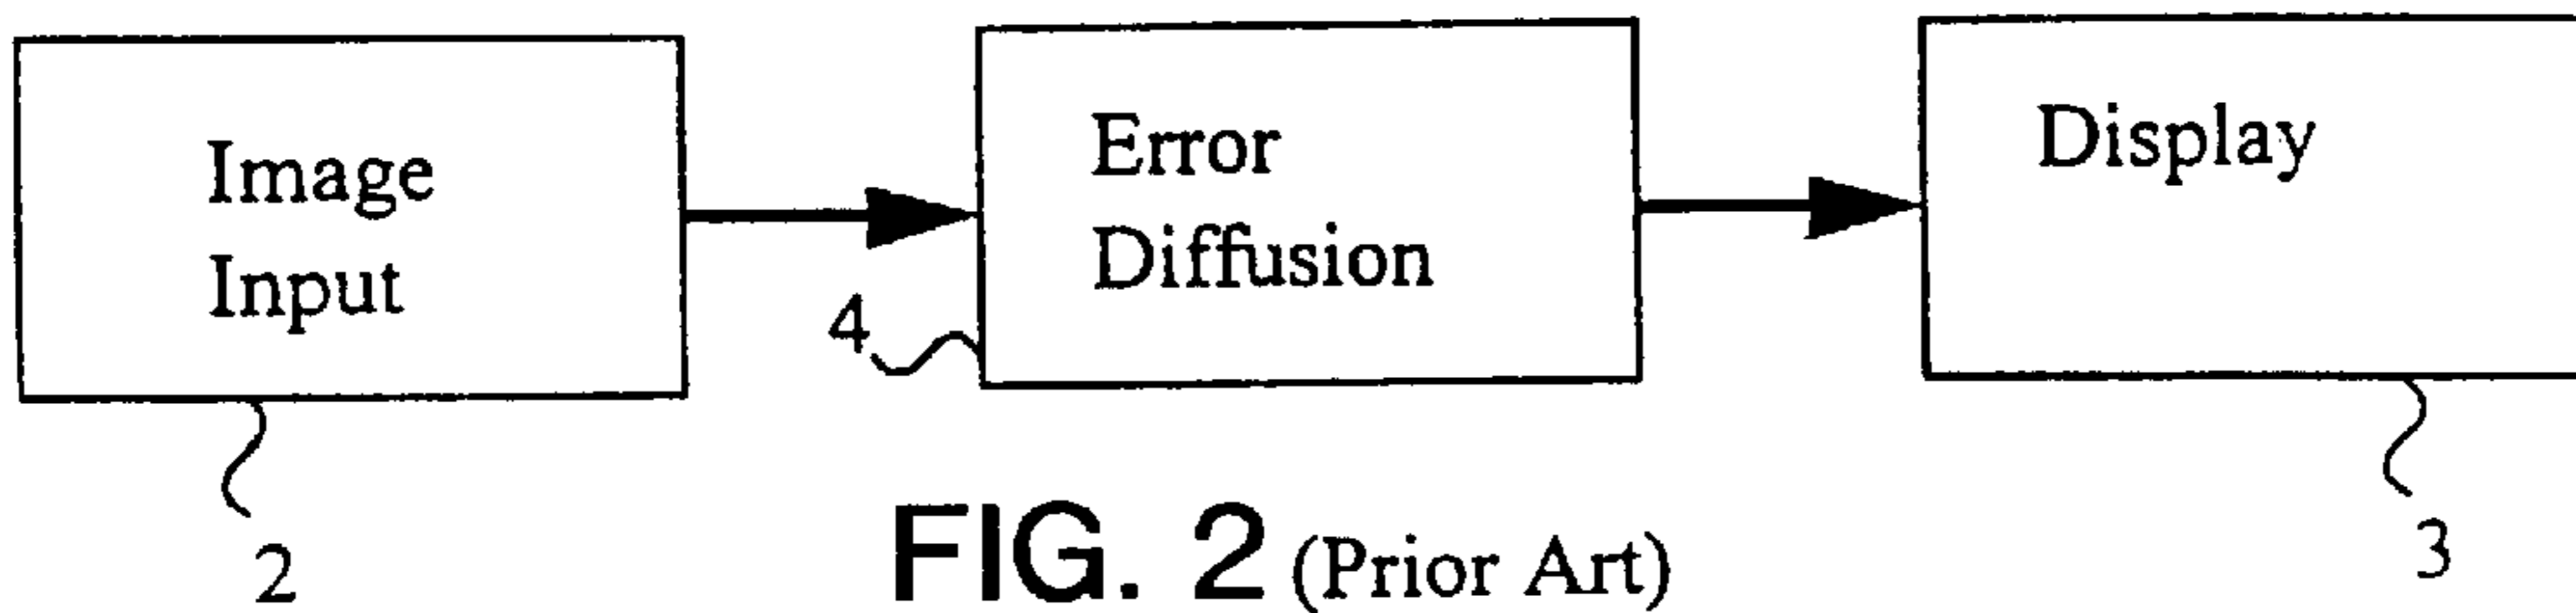 Image
Input
Error
Diffusion
Display
4
2
3
FIG. 2 (Prior Art)